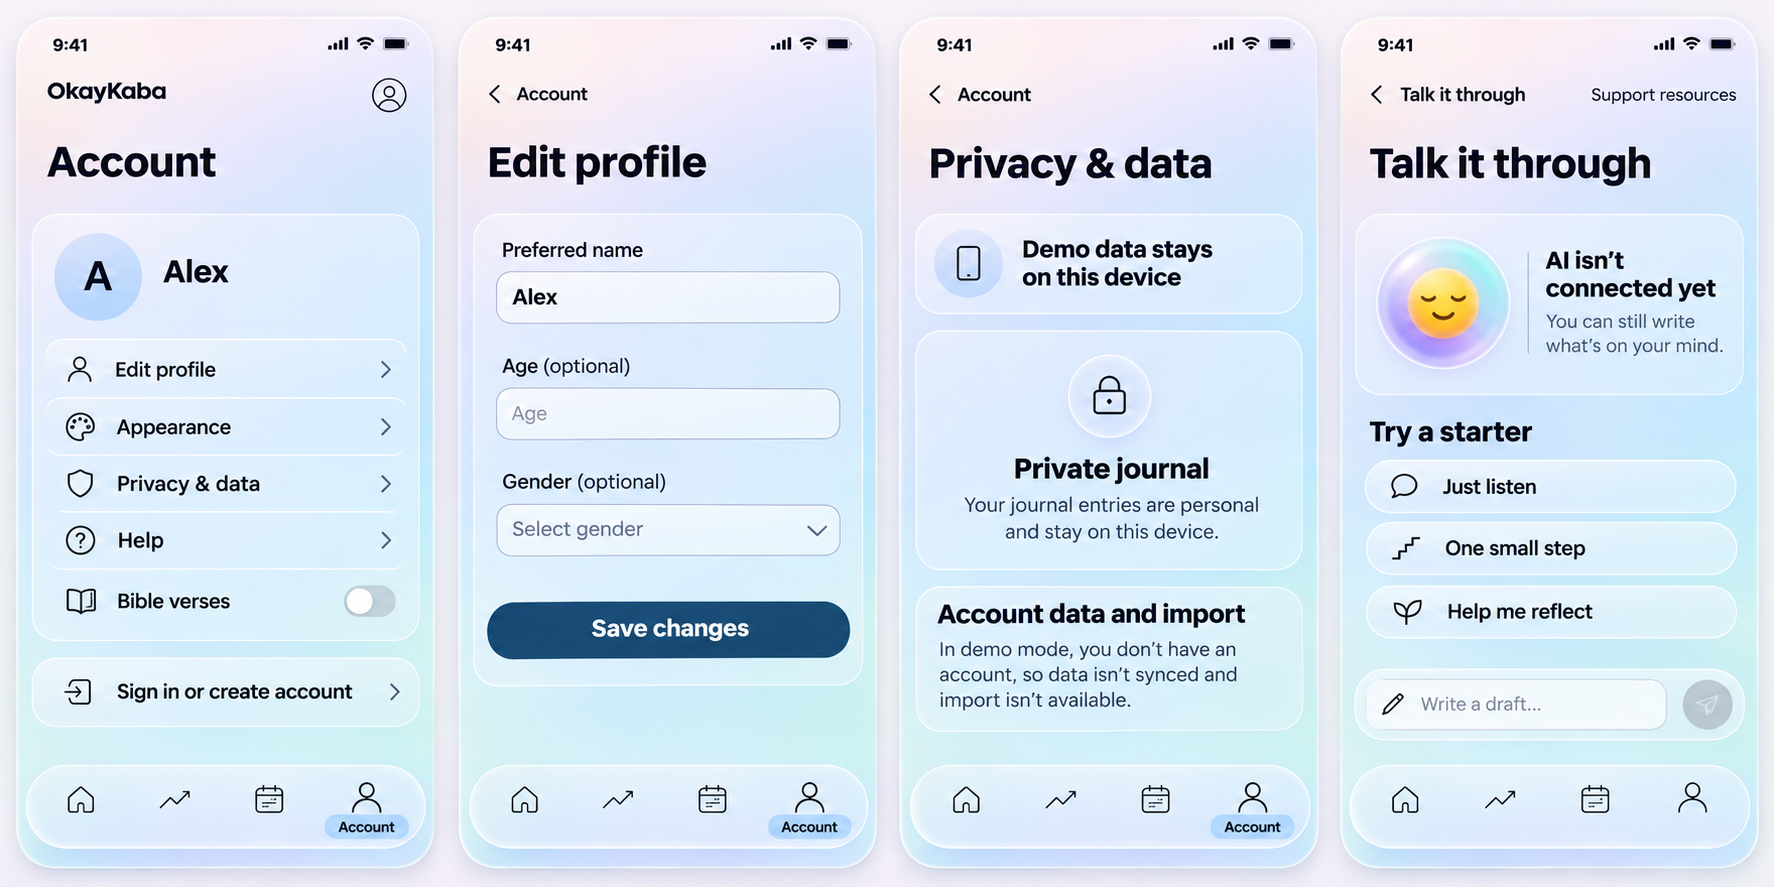 9:41
OkayKaba
Account
A
Alex
Edit profile
Appearance
Privacy & data
Help
Bible verses
Sign in or create account
Account
9:41
Account
Edit profile
Preferred name
Alex
Age (optional)
Age
Gender (optional)
Select gender
Save changes
Account
9:41
Account
Privacy & data
Demo data stays
on this device
Private journal
Your journal entries are personal
and stay on this device.
Account data and import
In demo mode, you don’t have an
account, so data isn’t synced and
import isn’t available.
Account
9:41
Talk it through
Support resources
Talk it through
AI isn’t
connected yet
You can still write
what’s on your mind.
Try a starter
Just listen
One small step
Help me reflect
Write a draft...